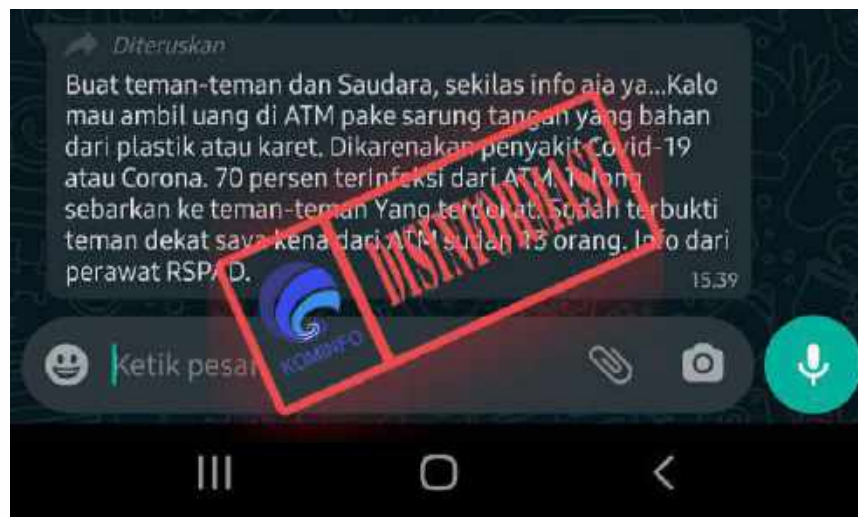 Diteruskan
Buat teman-teman dan Saudara, sekilas info aja ya...Kalo
mau ambil uang di ATM pake sarung tangan yang bahan
dari plastik atau karet. Dikarenakan penyakit Covid-19
atau Corona. 70 persen terInfeksi dari ATM. Tolong
sebarkan ke teman-teman Yang terdekat. Sudah terbukti
teman dekat saya kena dari ATM sudah 13 orang. Info dari
perawat RSPAD.
15.39
DISINFORMASI
KOMINFO
Ketik pesan